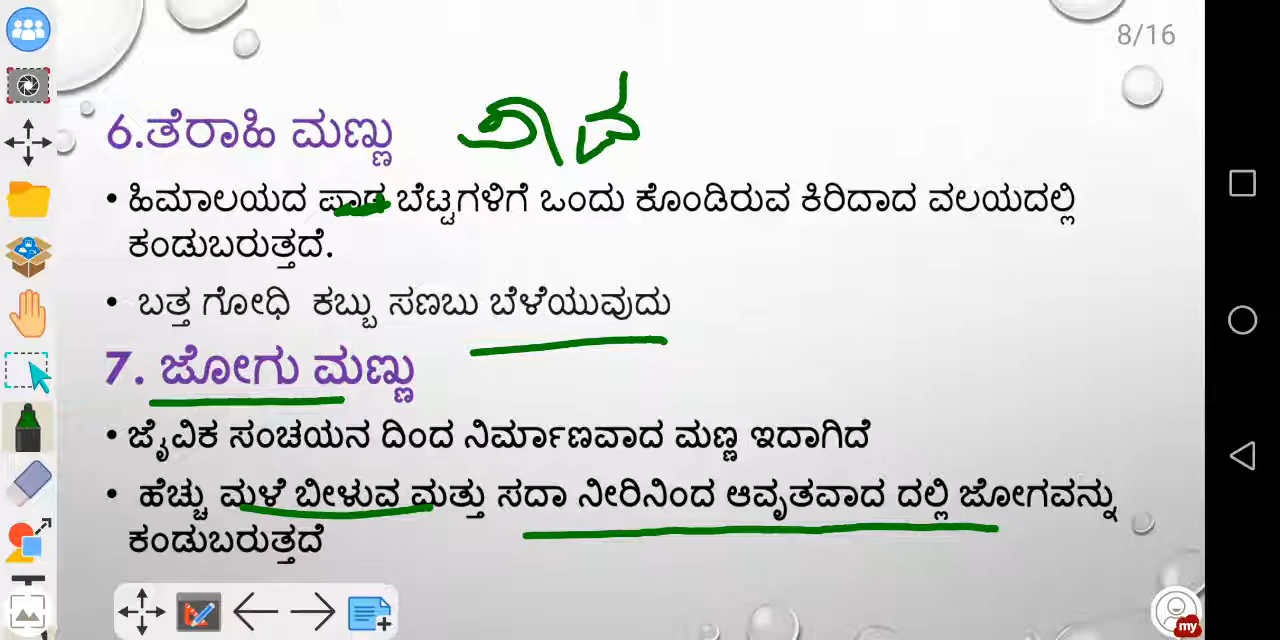 8/16
6.ತೆರಾಹಿ ಮಣ್ಣು
• ಹಿಮಾಲಯದ ಪಾಡ ಬೆಟ್ಟಗಳಿಗೆ ಒಂದು ಕೊಂಡಿರುವ ಕಿರಿದಾದ ವಲಯದಲ್ಲಿ
ಕಂಡುಬರುತ್ತದೆ.
• ಬತ್ತ ಗೋಧಿ ಕಬ್ಬು ಸಣಬು ಬೆಳೆಯುವುದು
7. ಜೋಗು ಮಣ್ಣು
• ಜೈವಿಕ ಸಂಚಯನ ದಿಂದ ನಿರ್ಮಾಣವಾದ ಮಣ್ಣ ಇದಾಗಿದೆ
• ಹೆಚ್ಚು ಮಳೆ ಬೀಳುವ ಮತ್ತು ಸದಾ ನೀರಿನಿಂದ ಆವೃತವಾದ ದಲ್ಲಿ ಜೋಗವನ್ನು
ಕಂಡುಬರುತ್ತದೆ
my